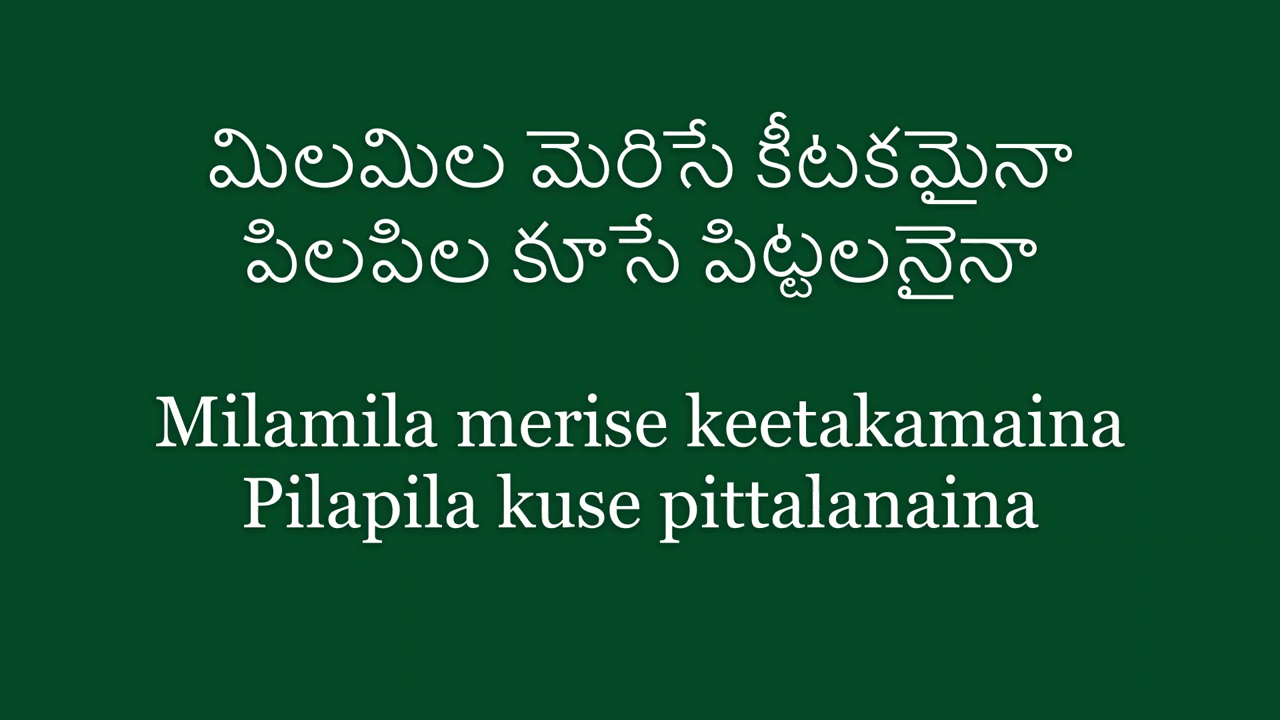 మిలమిల మెరిసే కీటకమైనా
పిలపిల కూసే పిట్టలనైనా
Milamila merise keetakamaina
Pilapila kuse pittalanaina